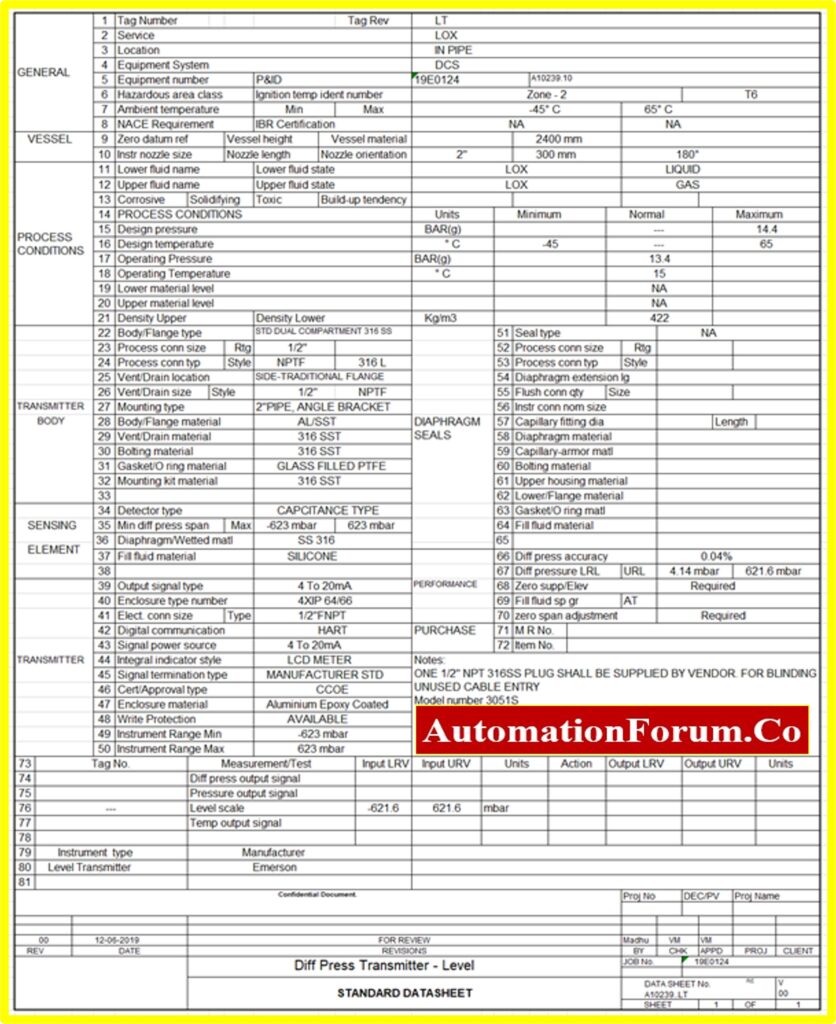 GENERAL
1 Tag Number Tag Rev LT
2 Service LOX
3 Location IN PIPE
4 Equipment System DCS
5 Equipment number P&ID 19E0124 A10239.10
6 Hazardous area class Ignition temp ident number Zone - 2 T6
7 Ambient temperature Min Max -45° C 65° C
8 NACE Requirement IBR Certification NA NA
VESSEL
9 Zero datum ref Vessel height Vessel material 2400 mm
10 Instr nozzle size Nozzle length Nozzle orientation 2" 300 mm 180°
PROCESS CONDITIONS
11 Lower fluid name Lower fluid state LOX LIQUID
12 Upper fluid name Upper fluid state LOX GAS
13 Corrosive Solidifying Toxic Build-up tendency
14 PROCESS CONDITIONS Units Minimum Normal Maximum
15 Design pressure BAR(g) --- 14.4
16 Design temperature ° C -45 --- 65
17 Operating Pressure BAR(g) 13.4
18 Operating Temperature ° C 15
19 Lower material level NA
20 Upper material level NA
21 Density Upper Density Lower Kg/m3 422
TRANSMITTER BODY
22 Body/Flange type STD DUAL COMPARTMENT 316 SS
23 Process conn size Rtg 1/2"
24 Process conn typ Style NPTF 316 L
25 Vent/Drain location SIDE-TRADITIONAL FLANGE
26 Vent/Drain size Style 1/2" NPTF
27 Mounting type 2"PIPE, ANGLE BRACKET
28 Body/Flange material AL/SST
29 Vent/Drain material 316 SST
30 Bolting material 316 SST
31 Gasket/O ring material GLASS FILLED PTFE
32 Mounting kit material 316 SST
33
SENSING ELEMENT
34 Detector type CAPCITANCE TYPE
35 Min diff press span Max -623 mbar 623 mbar
36 Diaphragm/Wetted matl SS 316
37 Fill fluid material SILICONE
38
TRANSMITTER
39 Output signal type 4 To 20mA
40 Enclosure type number 4XIP 64/66
41 Elect. conn size Type 1/2"FNPT
42 Digital communication HART
43 Signal power source 4 To 20mA
44 Integral indicator style LCD METER
45 Signal termination type MANUFACTURER STD
46 Cert/Approval type CCOE
47 Enclosure material Aluminium Epoxy Coated
48 Write Protection AVAILABLE
49 Instrument Range Min -623 mbar
50 Instrument Range Max 623 mbar
DIAPHRAGM SEALS
51 Seal type NA
52 Process conn size Rtg
53 Process conn typ Style
54 Diaphragm extension lg
55 Flush conn qty Size
56 Instr conn nom size
57 Capillary fitting dia Length
58 Diaphragm material
59 Capillary-armor matl
60 Bolting material
61 Upper housing material
62 Lower/Flange material
63 Gasket/O ring matl
64 Fill fluid material
65
PERFORMANCE
66 Diff press accuracy 0.04%
67 Diff pressure LRL URL 4.14 mbar 621.6 mbar
68 Zero supp/Elev Required
69 Fill fluid sp gr AT
70 zero span adjustment Required
PURCHASE
71 M R No.
72 Item No.
Notes:
ONE 1/2" NPT 316SS PLUG SHALL BE SUPPLIED BY VENDOR. FOR BLINDING
UNUSED CABLE ENTRY
Model number 3051S
AutomationForum.Co
73 Tag No. Measurement/Test Input LRV Input URV Units Action Output LRV Output URV Units
74 Diff press output signal
75 Pressure output signal
76 --- Level scale -621.6 621.6 mbar
77 Temp output signal
78
79 Instrument type Manufacturer
80 Level Transmitter Emerson
81
Confidential Document.
Proj No DEC/PV Proj Name
00 12-06-2019 FOR REVIEW Madhu VM VM
REV DATE REVISIONS BY CHK APPD PROJ CLIENT
Diff Press Transmitter - Level
JOB No. 19E0124
STANDARD DATASHEET
DATA SHEET No. V
A10239..LT 00
SHEET 1 OF 1